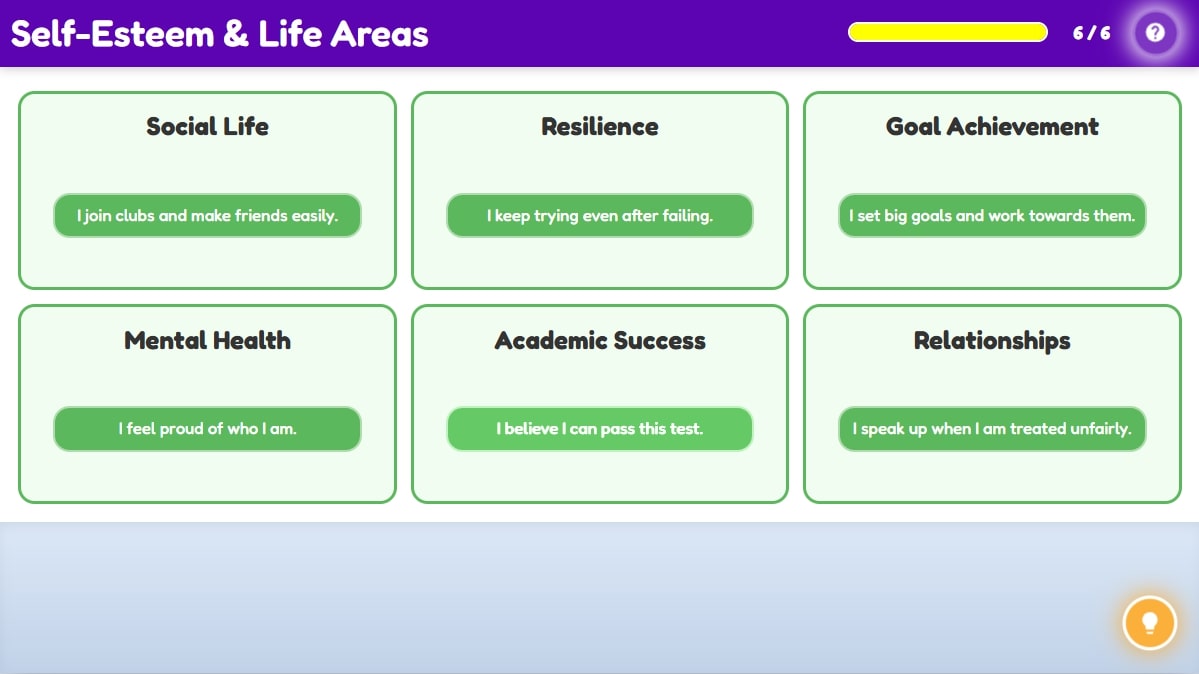 Self-Esteem & Life Areas
6 / 6
?
Social Life
I join clubs and make friends easily.
Resilience
I keep trying even after failing.
Goal Achievement
I set big goals and work towards them.
Mental Health
I feel proud of who I am.
Academic Success
I believe I can pass this test.
Relationships
I speak up when I am treated unfairly.